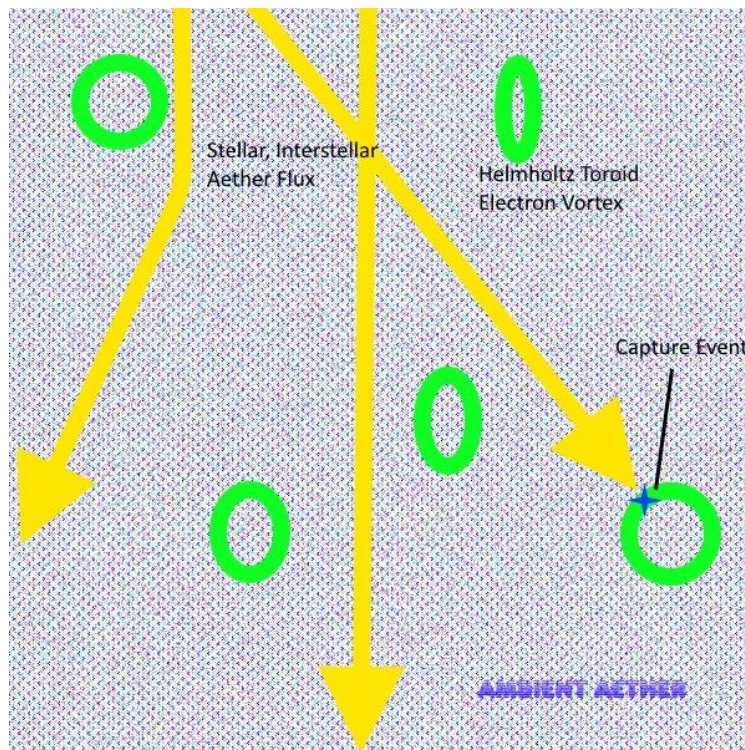 Stellar, Interstellar
Aether Flux
Helmholtz Toroid
Electron Vortex
Capture Event
AMBIENT AETHER